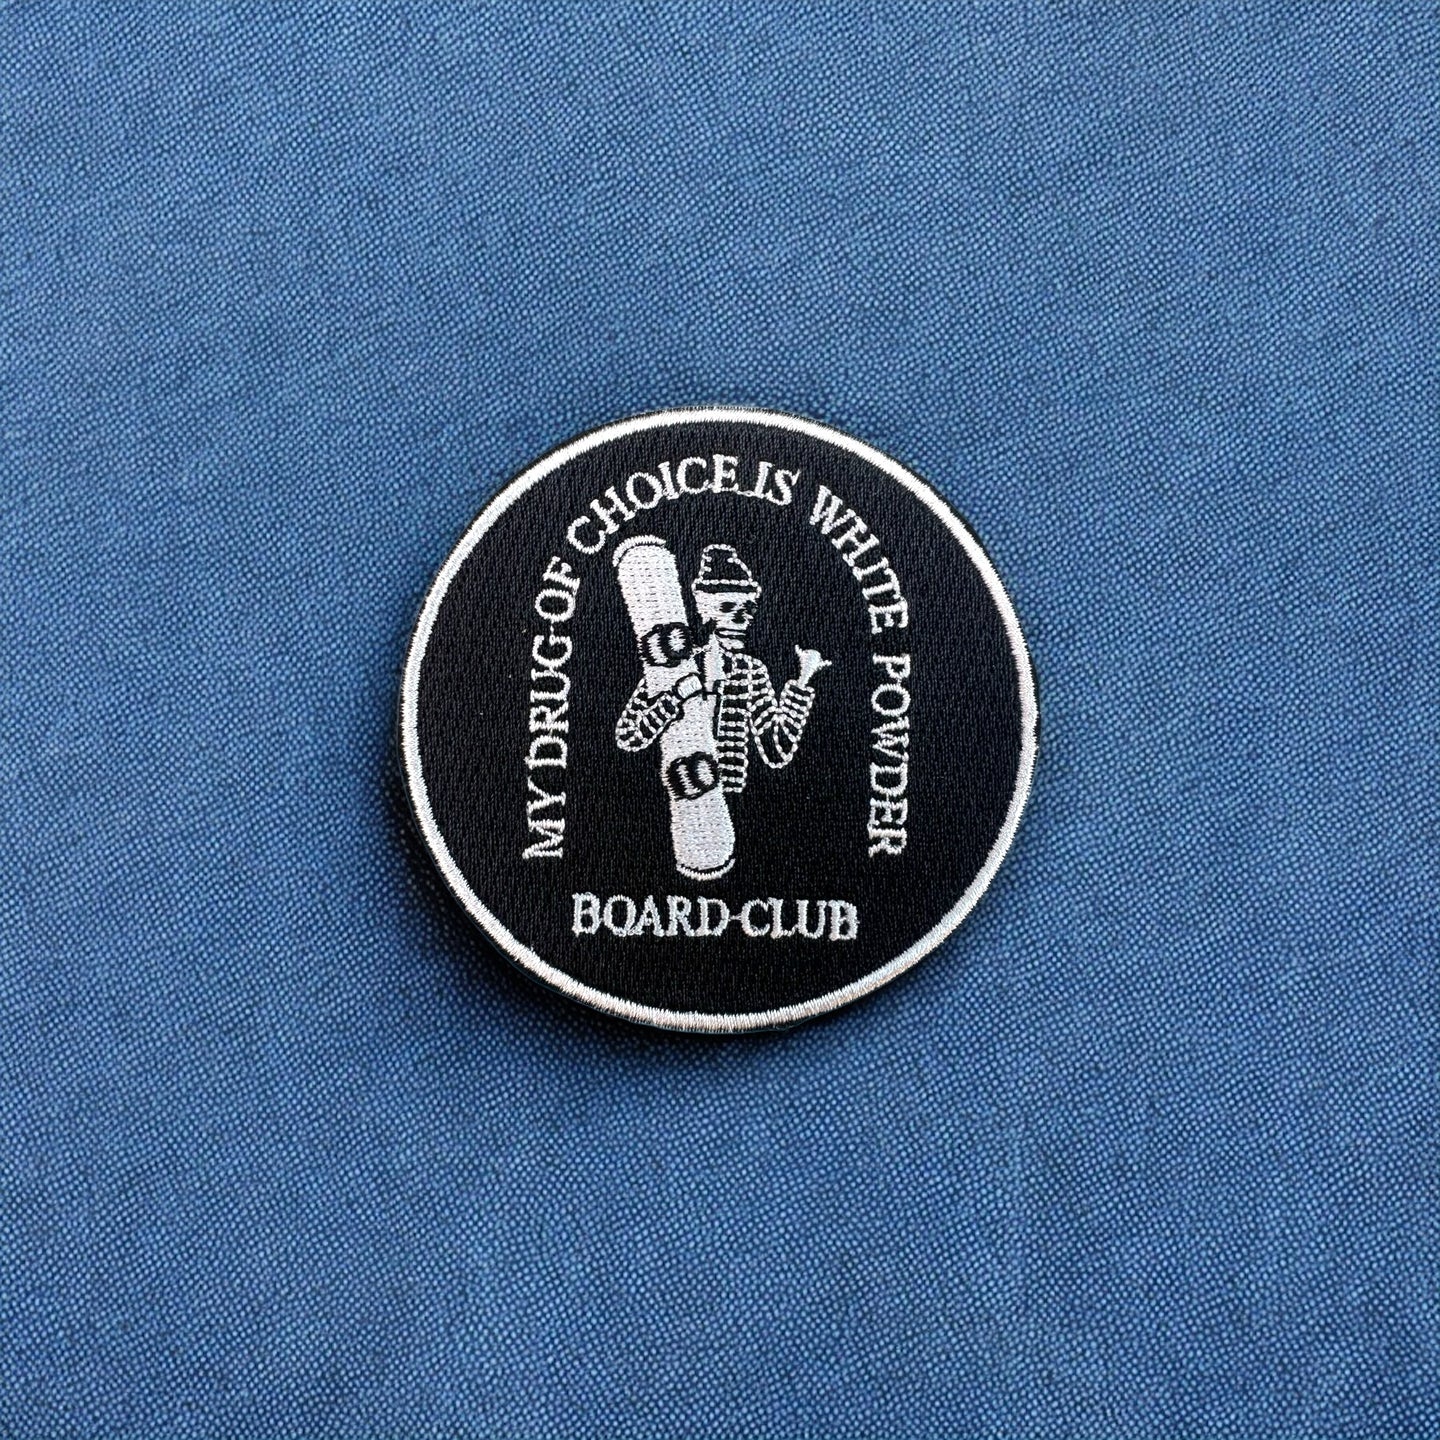 MY DRUG OF CHOICE IS WHITE POWDER
BOARD CLUB